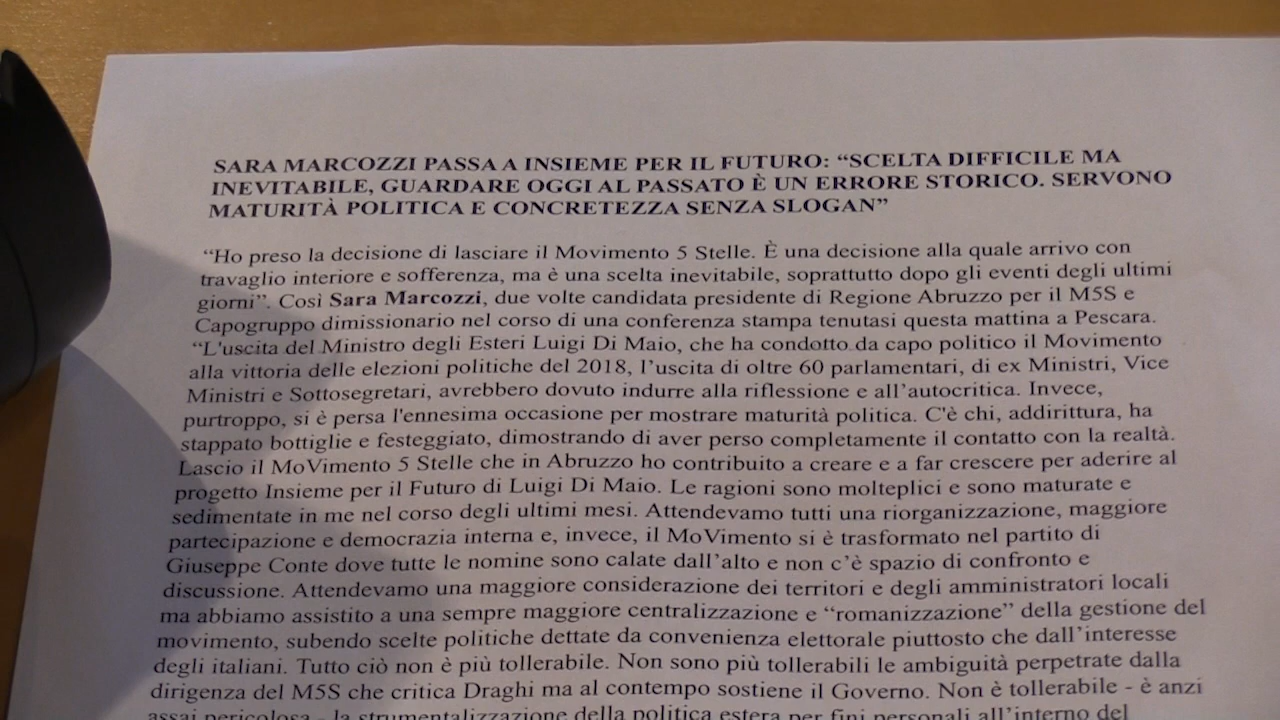 SARA MARCOZZI PASSA A INSIEME PER IL FUTURO: “SCELTA DIFFICILE MA
INEVITABILE, GUARDARE OGGI AL PASSATO È UN ERRORE STORICO. SERVONO
MATURITÀ POLITICA E CONCRETEZZA SENZA SLOGAN”
“Ho preso la decisione di lasciare il Movimento 5 Stelle. È una decisione alla quale arrivo con
travaglio interiore e sofferenza, ma è una scelta inevitabile, soprattutto dopo gli eventi degli ultimi
giorni”. Così Sara Marcozzi, due volte candidata presidente di Regione Abruzzo per il M5S e
Capogruppo dimissionario nel corso di una conferenza stampa tenutasi questa mattina a Pescara.
“L'uscita del Ministro degli Esteri Luigi Di Maio, che ha condotto da capo politico il Movimento
alla vittoria delle elezioni politiche del 2018, l’uscita di oltre 60 parlamentari, di ex Ministri, Vice
Ministri e Sottosegretari, avrebbero dovuto indurre alla riflessione e all’autocritica. Invece,
purtroppo, si è persa l'ennesima occasione per mostrare maturità politica. C'è chi, addirittura, ha
stappato bottiglie e festeggiato, dimostrando di aver perso completamente il contatto con la realtà.
Lascio il MoVimento 5 Stelle che in Abruzzo ho contribuito a creare e a far crescere per aderire al
progetto Insieme per il Futuro di Luigi Di Maio. Le ragioni sono molteplici e sono maturate e
sedimentate in me nel corso degli ultimi mesi. Attendevamo tutti una riorganizzazione, maggiore
partecipazione e democrazia interna e, invece, il MoVimento si è trasformato nel partito di
Giuseppe Conte dove tutte le nomine sono calate dall’alto e non c’è spazio di confronto e
discussione. Attendevamo una maggiore considerazione dei territori e degli amministratori locali
ma abbiamo assistito a una sempre maggiore centralizzazione e “romanizzazione” della gestione del
movimento, subendo scelte politiche dettate da convenienza elettorale piuttosto che dall’interesse
degli italiani. Tutto ciò non è più tollerabile. Non sono più tollerabili le ambiguità perpetrate dalla
dirigenza del M5S che critica Draghi ma al contempo sostiene il Governo. Non è tollerabile - è anzi
assai pericolosa - la strumentalizzazione della politica estera per fini personali all’interno del